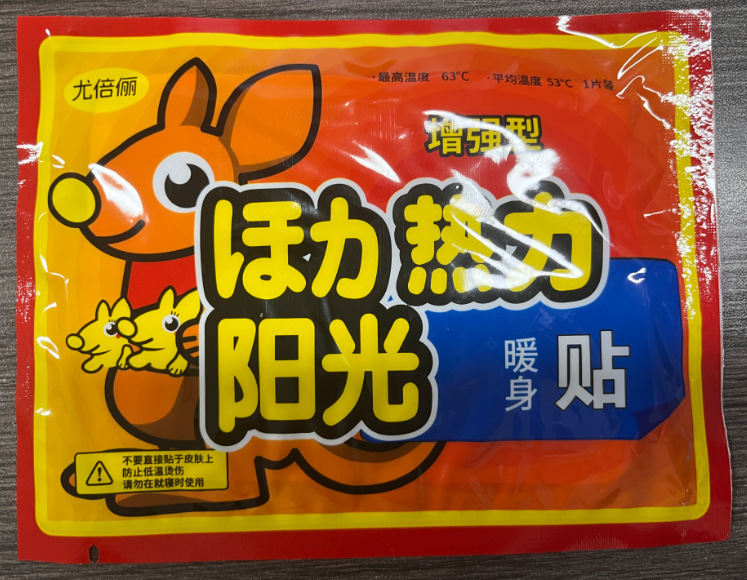 尤倍俪
·最高温度 63℃ ·平均温度 53℃ 1片装
增强型
ほカ 热力
阳光
暖身 贴
不要直接贴于皮肤上
防止低温烫伤
请勿在就寝时使用